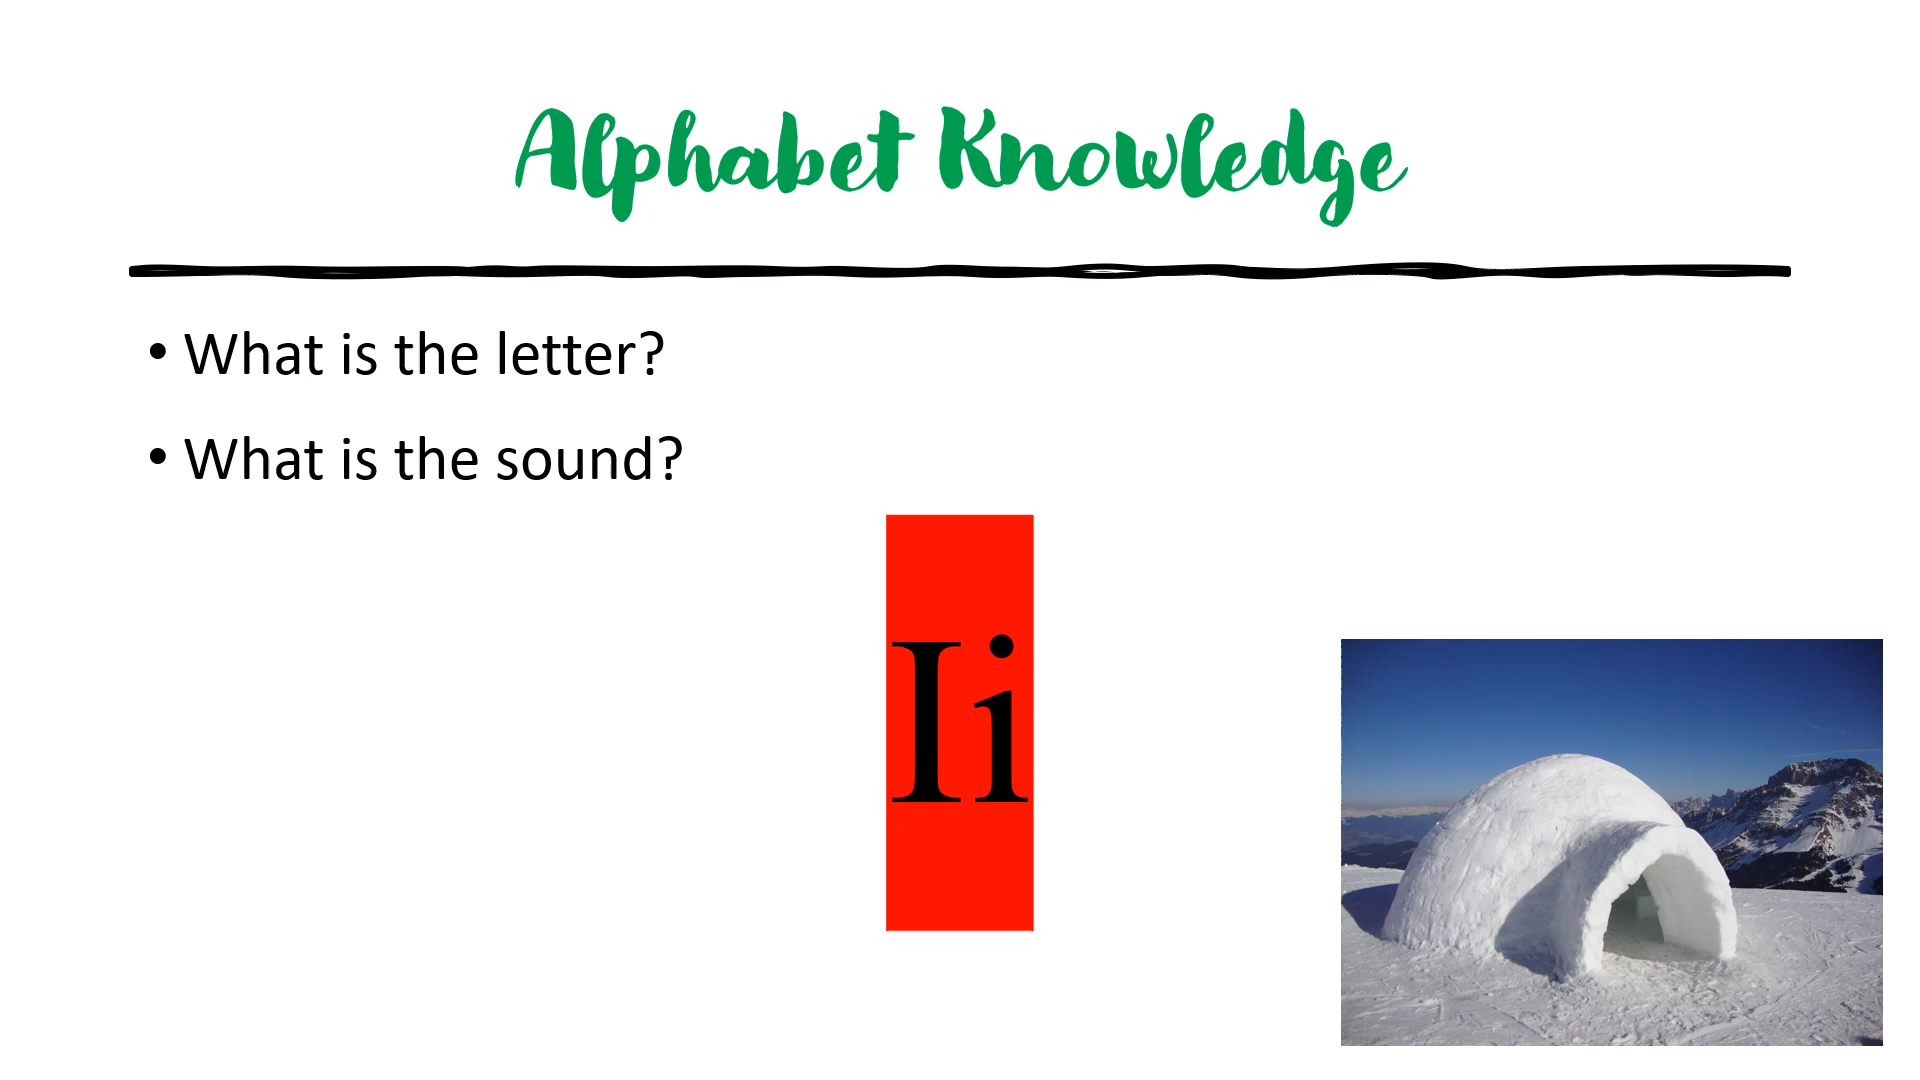 Alphabet Knowledge
• What is the letter?
• What is the sound?
Ii